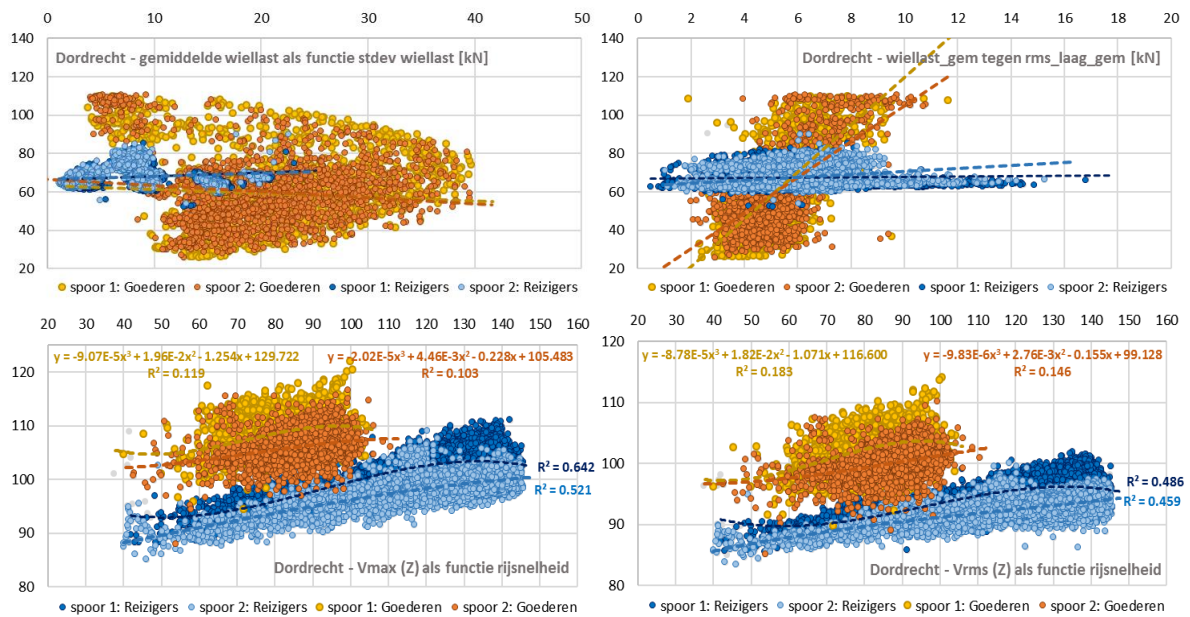 0 10 20 30 40 50
140
120
100
80
60
40
20
Dordrecht - gemiddelde wiellast als functie stdev wiellast [kN]
spoor 1: Goederen spoor 2: Goederen spoor 1: Reizigers spoor 2: Reizigers
0 2 4 6 8 10 12 14 16 18 20
140
120
100
80
60
40
20
Dordrecht - wiellast_gem tegen rms_laag_gem [kN]
spoor 1: Goederen spoor 2: Goederen spoor 1: Reizigers spoor 2: Reizigers
20 30 40 50 60 70 80 90 100 110 120 130 140 150 160
120
110
100
90
80
y = -9.07E-5x³ + 1.96E-2x² - 1.254x + 129.722
R² = 0.119
y = -2.02E-5x³ + 4.46E-3x² - 0.228x + 105.483
R² = 0.103
R² = 0.642
R² = 0.521
Dordrecht - Vmax (Z) als functie rijsnelheid
spoor 1: Reizigers spoor 2: Reizigers spoor 1: Goederen spoor 2: Goederen
20 30 40 50 60 70 80 90 100 110 120 130 140 150 160
120
110
100
90
80
y = -8.78E-5x³ + 1.82E-2x² - 1.071x + 116.600
R² = 0.183
y = -9.83E-6x³ + 2.76E-3x² - 0.155x + 99.128
R² = 0.146
R² = 0.486
R² = 0.459
Dordrecht - Vrms (Z) als functie rijsnelheid
spoor 1: Reizigers spoor 2: Reizigers spoor 1: Goederen spoor 2: Goederen